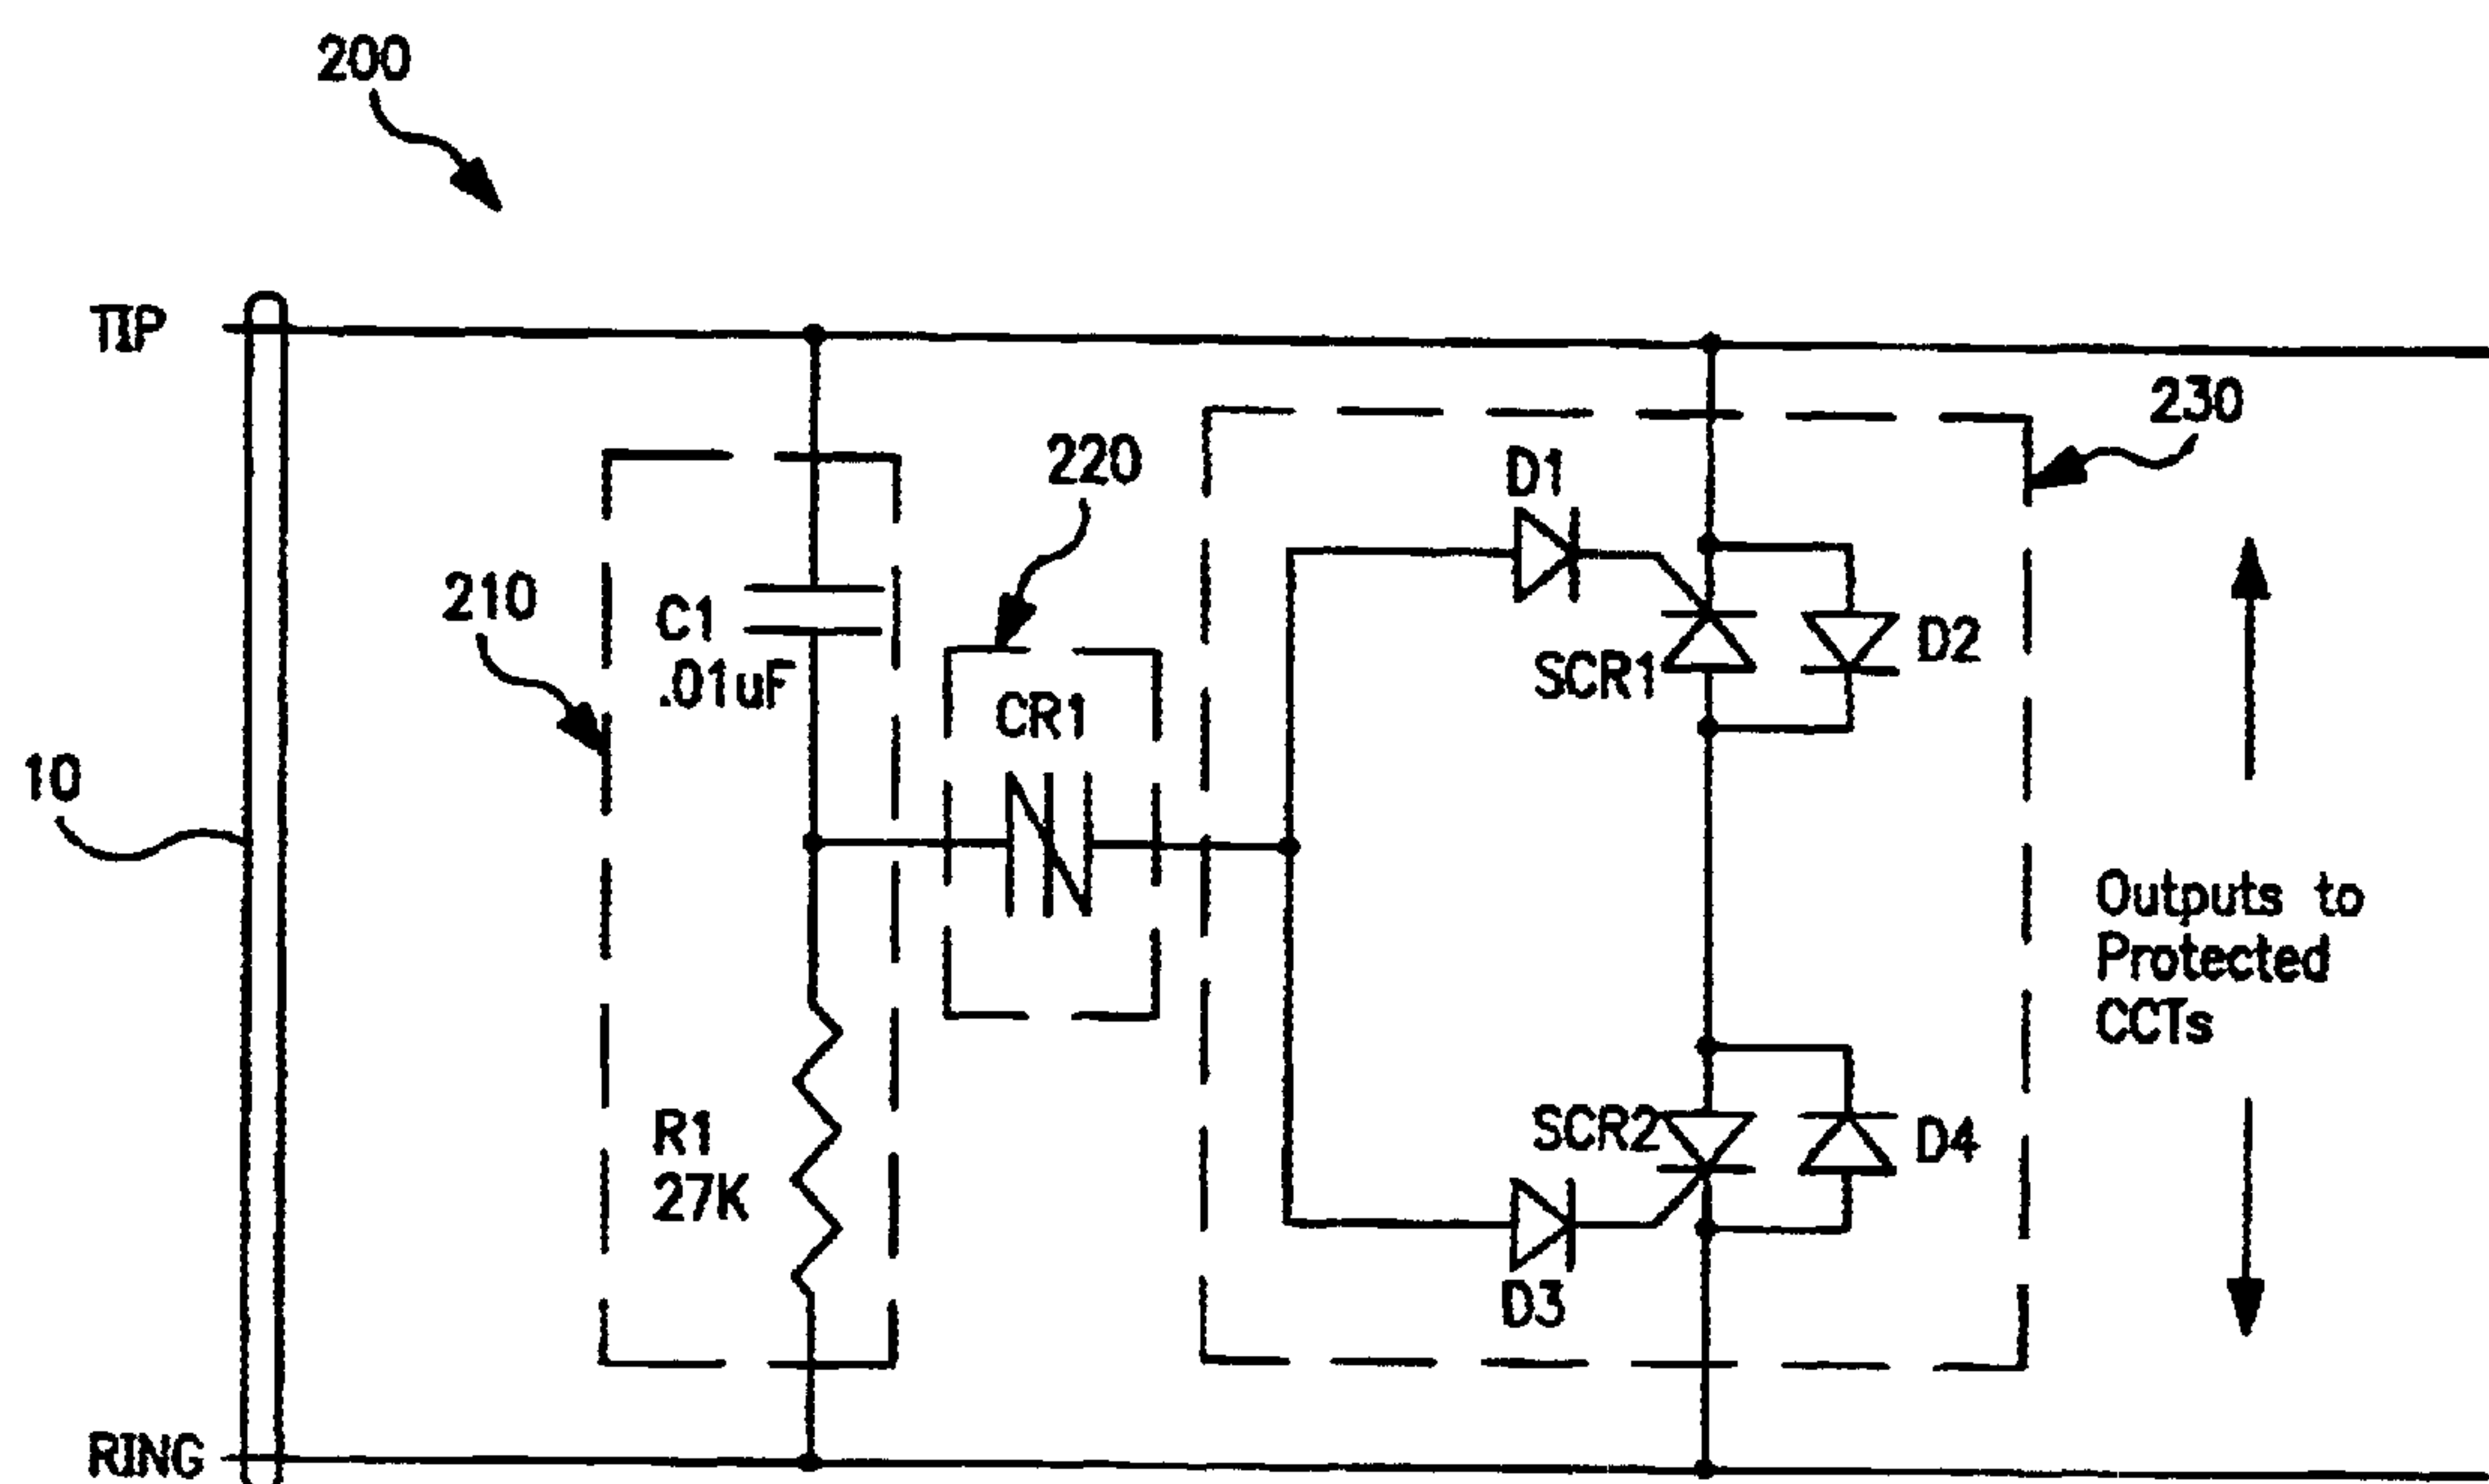 200
TIP
230
220
D1
210
C1
.01uF
SCR1
D2
CR1
10
Outputs to
Protected
CCTs
R1
27K
SCR2
D4
D3
RING